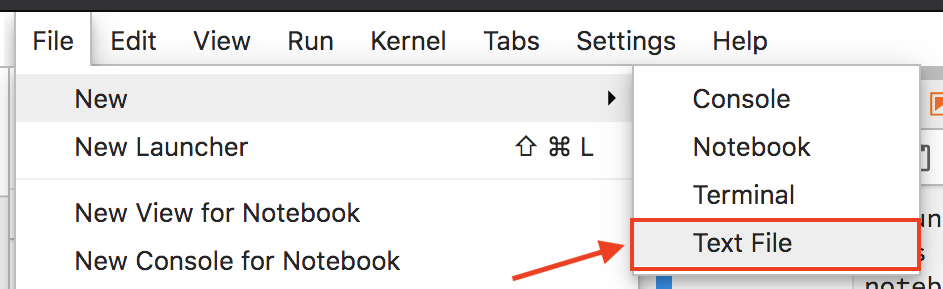 File Edit View Run Kernel Tabs Settings Help
New
New Launcher ⇧ ⌘ L
New View for Notebook
New Console for Notebook
Console
Notebook
Terminal
Text File
un
s
noteb